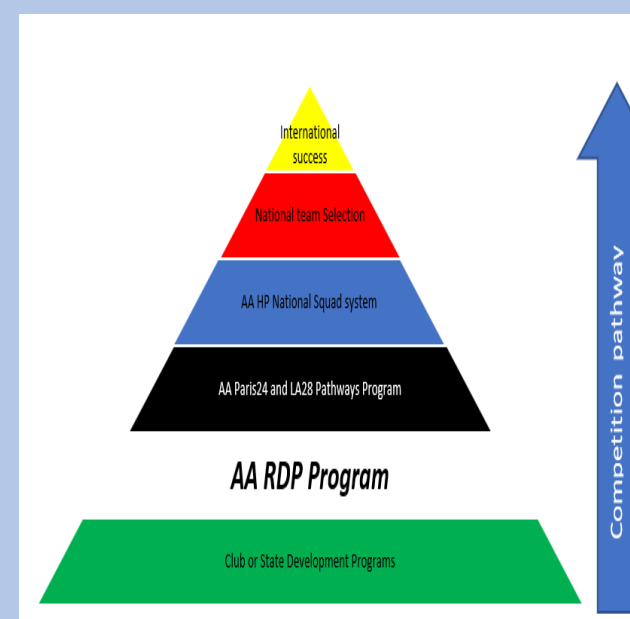 International
success
National team Selection
AA HP National Squad system
AA Paris24 and LA28 Pathways Program
AA RDP Program
Club or State Development Programs
Competition pathway